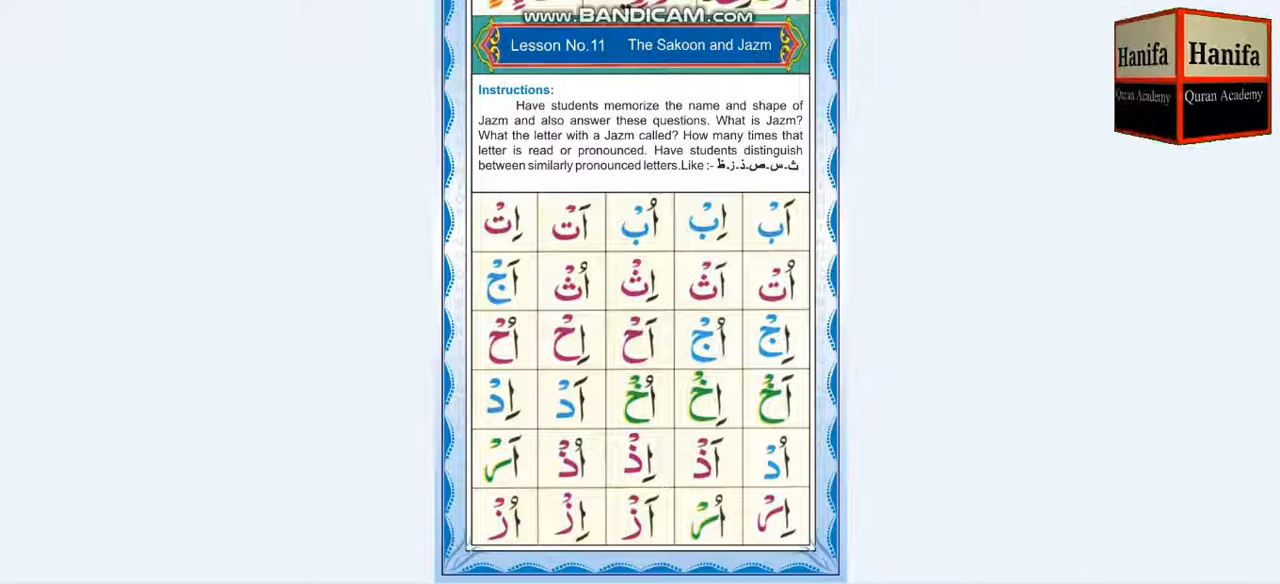 www.BANDICAM.com
Lesson No.11 The Sakoon and Jazm
Hanifa Hanifa
Quran Academy Quran Academy
Instructions:
Have students memorize the name and shape of
Jazm and also answer these questions. What is Jazm?
What the letter with a Jazm called? How many times that
letter is read or pronounced. Have students distinguish
between similarly pronounced letters.Like :- ث۔س۔ص۔ذ۔ز۔ظ
اَبْ اِبْ اُبْ اَتْ اِتْ
اُتْ اَثْ اِثْ اُثْ اَجْ
اِجْ اُجْ اَحْ اِحْ اُحْ
اَخْ اِخْ اُخْ اَدْ اِدْ
اُدْ اَذْ اِذْ اُذْ اَرْ
اِرْ اُرْ اَزْ اِزْ اُزْ